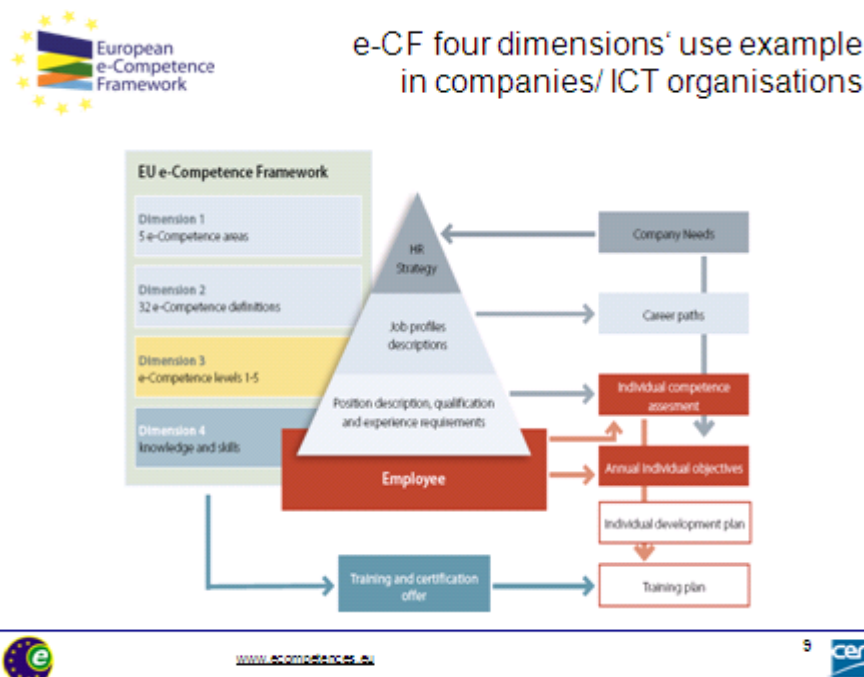 European
e-Competence
Framework
e-CF four dimensions' use example
in companies/ ICT organisations
EU e-Competence Framework
Dimension 1
5 e-Competence areas
Dimension 2
32 e-Competence definitions
Dimension 3
e-Competence levels 1-5
Dimension 4
knowledge and skills
HR
Strategy
Job profiles
descriptions
Position description, qualification
and experience requirements
Employee
Company Needs
Career paths
Individual competence
assesment
Annual individual objectives
Individual development plan
Training and certification
offer
Training plan
www.ecompetences.eu
9
e
cen